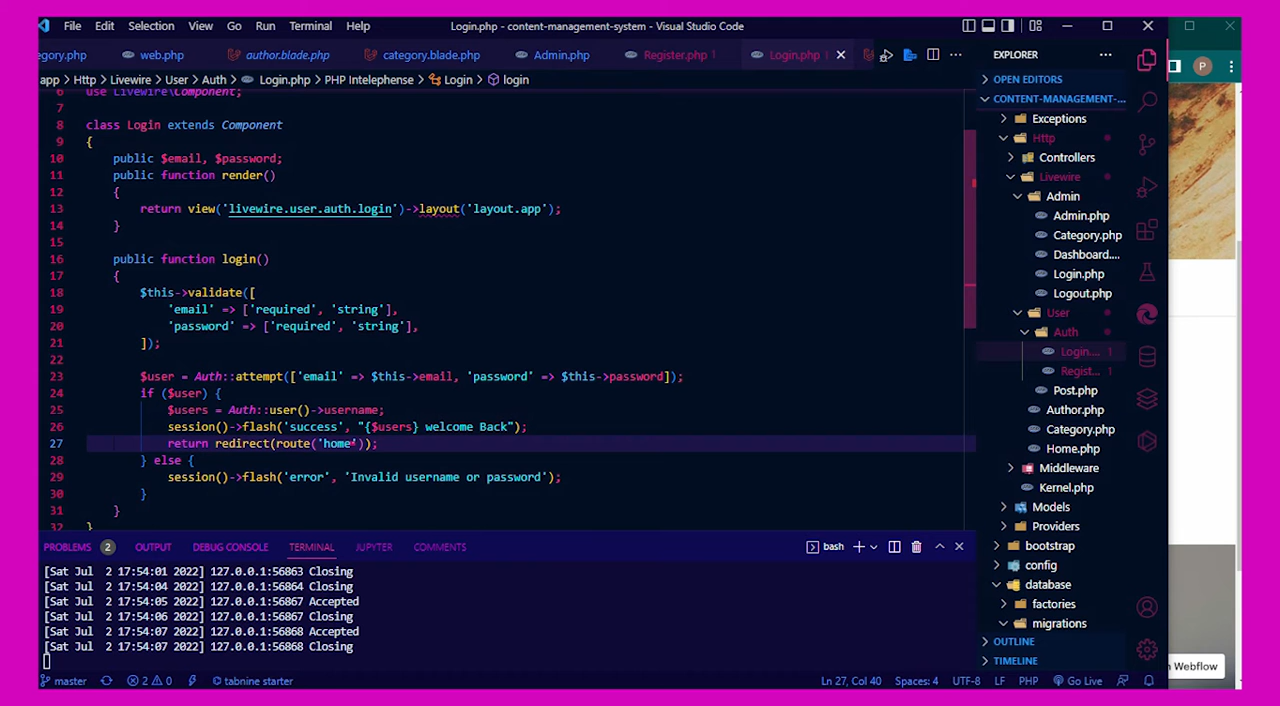 File Edit Selection View Go Run Terminal Help Login.php - content-management-system - Visual Studio Code
egory.php web.php author.blade.php category.blade.php Admin.php Register.php 1 Login.php 1
app > Http > Livewire > User > Auth > Login.php > PHP Intelephense > Login > login
6 use Livewire\Component;
7
8 class Login extends Component
9 {
10 public $email, $password;
11 public function render()
12 {
13 return view('livewire.user.auth.login')->layout('layout.app');
14 }
15
16 public function login()
17 {
18 $this->validate([
19 'email' => ['required', 'string'],
20 'password' => ['required', 'string'],
21 ]);
22
23 $user = Auth::attempt(['email' => $this->email, 'password' => $this->password]);
24 if ($user) {
25 $users = Auth::user()->username;
26 session()->flash('success', "{$users} welcome Back");
27 return redirect(route('home'));
28 } else {
29 session()->flash('error', 'Invalid username or password');
30 }
31 }
32 }
PROBLEMS 2 OUTPUT DEBUG CONSOLE TERMINAL JUPYTER COMMENTS bash
[Sat Jul 2 17:54:01 2022] 127.0.0.1:56863 Closing
[Sat Jul 2 17:54:04 2022] 127.0.0.1:56864 Closing
[Sat Jul 2 17:54:05 2022] 127.0.0.1:56867 Accepted
[Sat Jul 2 17:54:06 2022] 127.0.0.1:56867 Closing
[Sat Jul 2 17:54:07 2022] 127.0.0.1:56868 Accepted
[Sat Jul 2 17:54:07 2022] 127.0.0.1:56868 Closing
EXPLORER
OPEN EDITORS
CONTENT-MANAGEMENT-...
Exceptions
Http
Controllers
Livewire
Admin
Admin.php
Category.php
Dashboard....
Login.php
Logout.php
User
Auth
Login.... 1
Regist... 1
Post.php
Author.php
Category.php
Home.php
Middleware
Kernel.php
Models
Providers
bootstrap
config
database
factories
migrations
OUTLINE
TIMELINE
P
n Webflow
master 2 0 tabnine starter Ln 27, Col 40 Spaces: 4 UTF-8 LF PHP Go Live